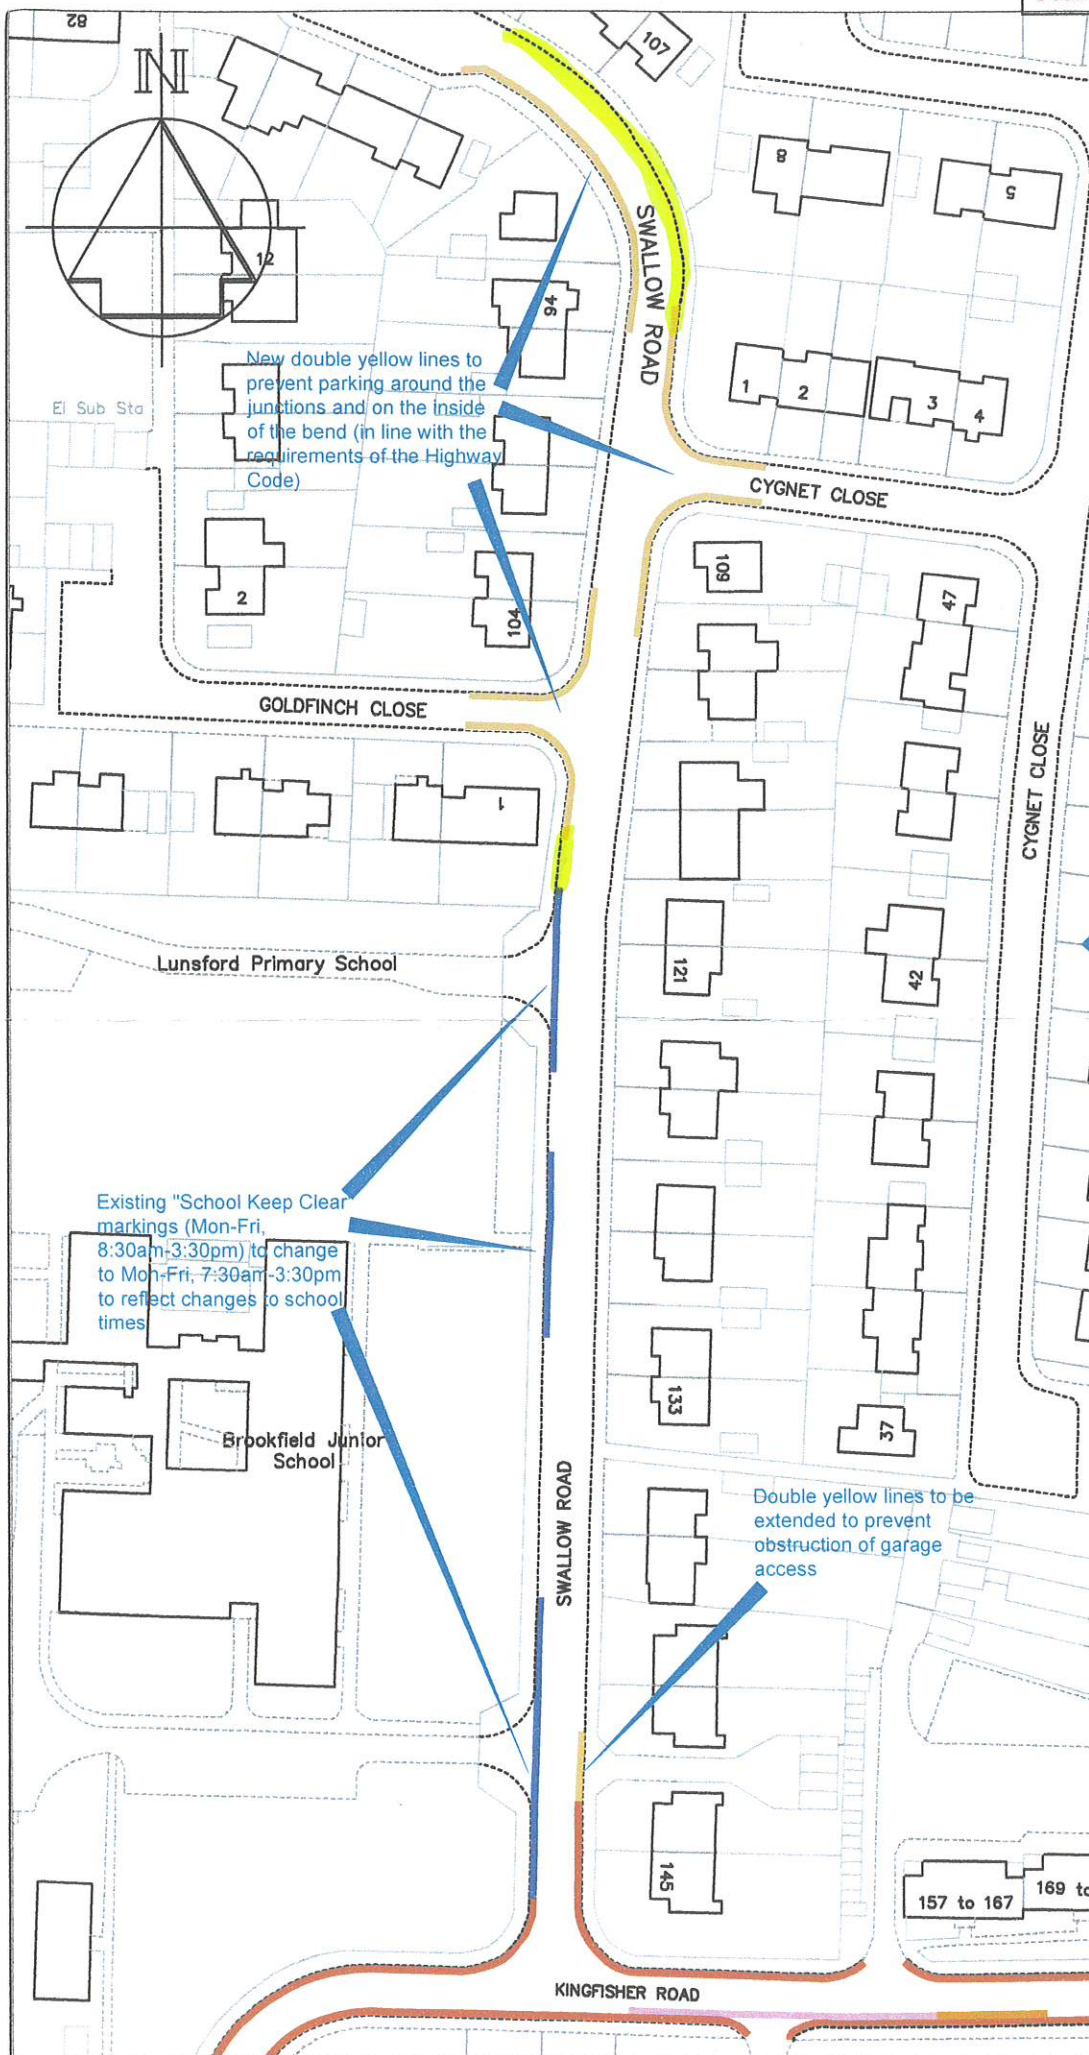 82
N
107
8
5
12
SWALLOW ROAD
94
New double yellow lines to
prevent parking around the
junctions and on the inside
of the bend (in line with the
requirements of the Highway
Code)
1
2
3
4
El Sub Sta
CYGNET CLOSE
109
47
2
104
GOLDFINCH CLOSE
CYGNET CLOSE
1
Lunsford Primary School
121
42
Existing "School Keep Clear
markings (Mon-Fri,
8:30am-3:30pm) to change
to Mon-Fri, 7:30am-3:30pm
to reflect changes to school
times
133
37
Brookfield Junior
School
SWALLOW ROAD
Double yellow lines to be
extended to prevent
obstruction of garage
access
145
157 to 167
169 to
KINGFISHER ROAD